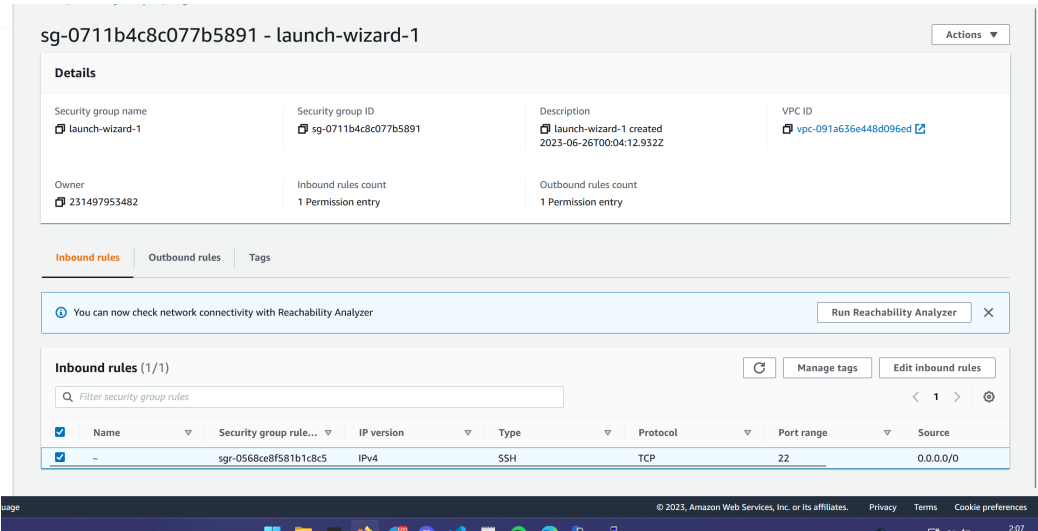 sg-0711b4c8c077b5891 - launch-wizard-1
Actions
Details
Security group name
launch-wizard-1
Security group ID
sg-0711b4c8c077b5891
Description
launch-wizard-1 created
2023-06-26T00:04:12.932Z
VPC ID
vpc-091a636e448d096ed
Owner
231497953482
Inbound rules count
1 Permission entry
Outbound rules count
1 Permission entry
Inbound rules
Outbound rules
Tags
You can now check network connectivity with Reachability Analyzer
Run Reachability Analyzer
Inbound rules (1/1)
Manage tags
Edit inbound rules
Filter security group rules
1
Name
Security group rule...
IP version
Type
Protocol
Port range
Source
–
sgr-0568ce8f581b1c8c5
IPv4
SSH
TCP
22
0.0.0.0/0
uage
© 2023, Amazon Web Services, Inc. or its affiliates.
Privacy
Terms
Cookie preferences
2:07